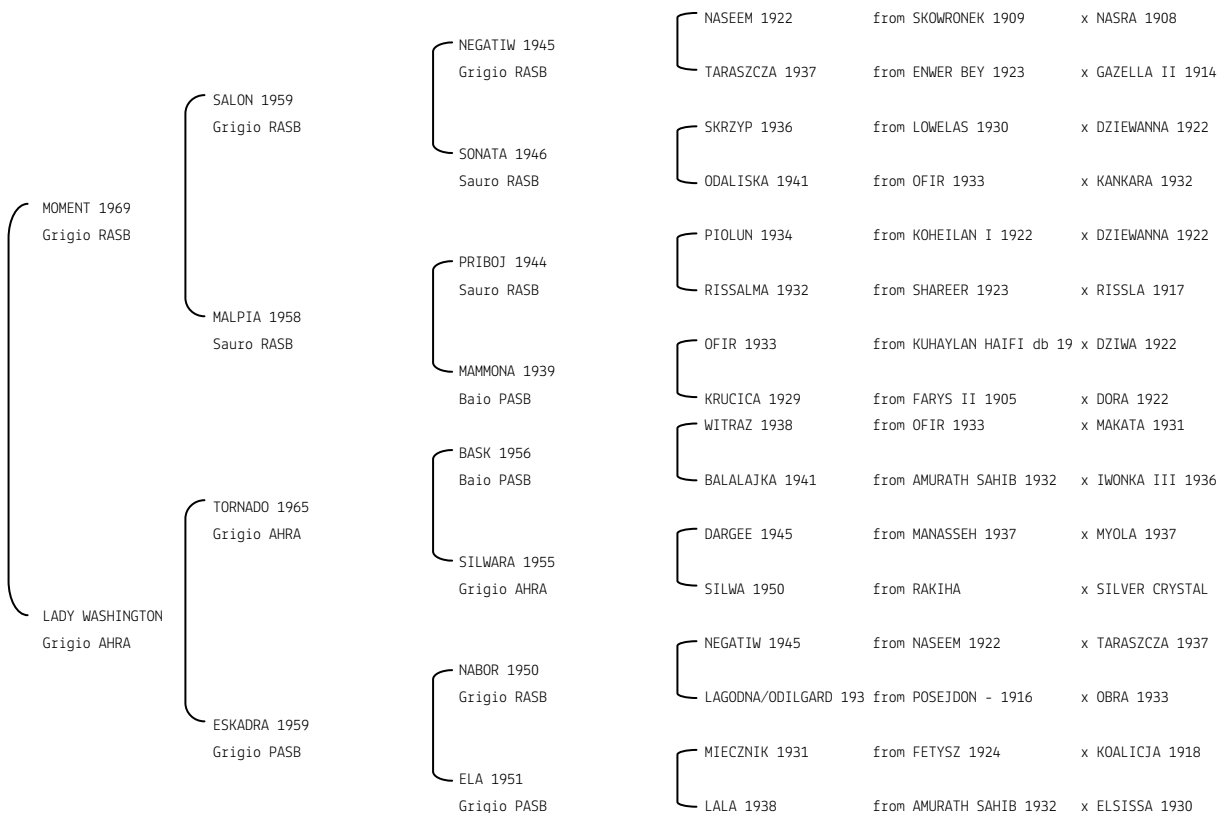 NASEEM 1922 from SKOWRONEK 1909 x NASRA 1908
NEGATIW 1945
Grigio RASB TARASZCZA 1937 from ENWER BEY 1923 x GAZELLA II 1914
SALON 1959
Grigio RASB SKRZYP 1936 from LOWELAS 1930 x DZIEWANNA 1922
SONATA 1946
Sauro RASB ODALISKA 1941 from OFIR 1933 x KANKARA 1932
MOMENT 1969
Grigio RASB PIOLUN 1934 from KOHEILAN I 1922 x DZIEWANNA 1922
PRIBOJ 1944
Sauro RASB RISSALMA 1932 from SHAREER 1923 x RISSLA 1917
MALPIA 1958
Sauro RASB OFIR 1933 from KUHAYLAN HAIFI db 19 x DZIWA 1922
MAMMONA 1939
Baio PASB KRUCICA 1929 from FARYS II 1905 x DORA 1922
WITRAZ 1938 from OFIR 1933 x MAKATA 1931
BASK 1956
Baio PASB BALALAJKA 1941 from AMURATH SAHIB 1932 x IWONKA III 1936
TORNADO 1965
Grigio AHRA DARGEE 1945 from MANASSEH 1937 x MYOLA 1937
SILWARA 1955
Grigio AHRA SILWA 1950 from RAKIHA x SILVER CRYSTAL
LADY WASHINGTON
Grigio AHRA NEGATIW 1945 from NASEEM 1922 x TARASZCZA 1937
NABOR 1950
Grigio RASB LAGODNA/ODILGARD 193 from POSEJDON - 1916 x OBRA 1933
ESKADRA 1959
Grigio PASB MIECZNIK 1931 from FETYSZ 1924 x KOALICJA 1918
ELA 1951
Grigio PASB LALA 1938 from AMURATH SAHIB 1932 x ELSISSA 1930